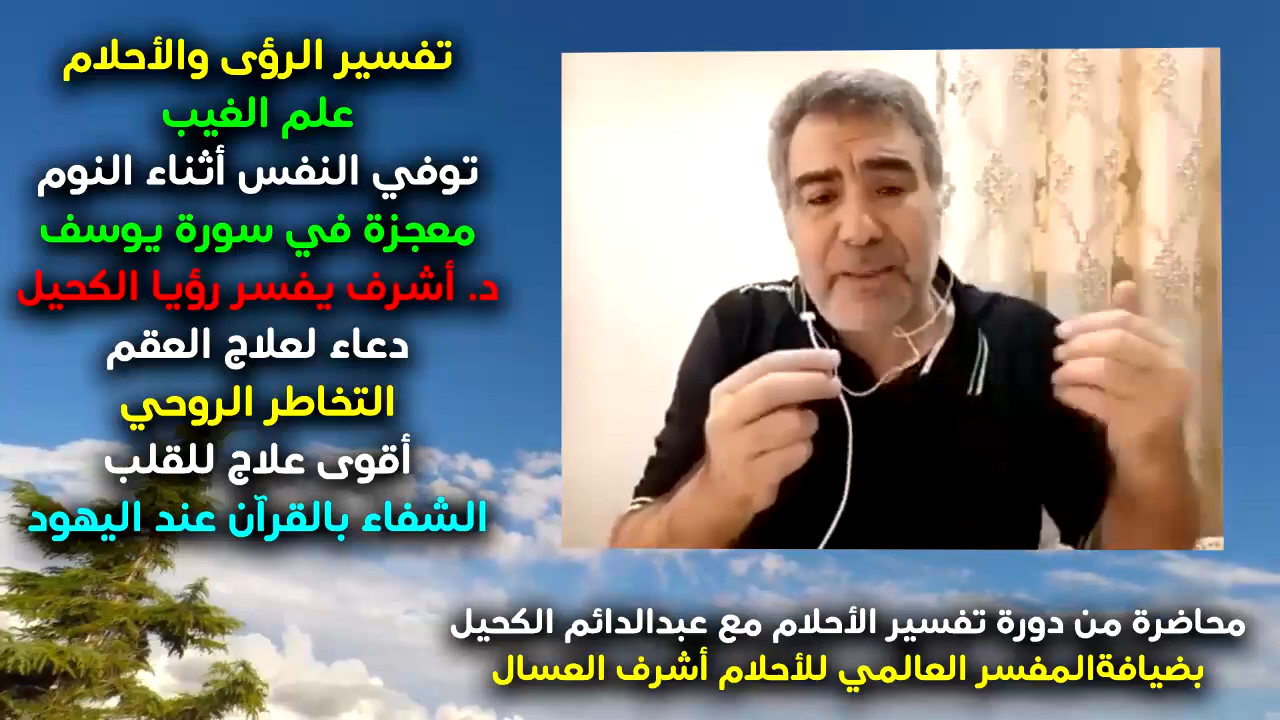 تفسير الرؤى والأحلام
علم الغيب
توفي النفس أثناء النوم
معجزة في سورة يوسف
د. أشرف يفسر رؤيا الكحيل
دعاء لعلاج العقم
التخاطر الروحي
أقوى علاج للقلب
الشفاء بالقرآن عند اليهود
محاضرة من دورة تفسير الأحلام مع عبدالدائم الكحيل
بضيافةالمفسر العالمي للأحلام أشرف العسال